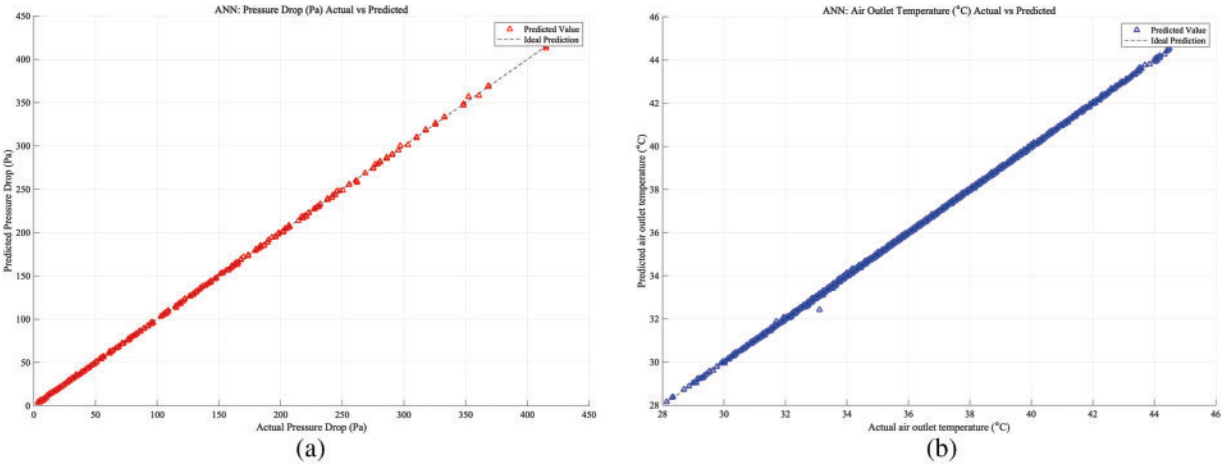 ANN: Pressure Drop (Pa) Actual vs Predicted
Predicted Value
Ideal Prediction
Predicted Pressure Drop (Pa)
450
400
350
300
250
200
150
100
50
0
0 50 100 150 200 250 300 350 400 450
Actual Pressure Drop (Pa)
(a)
ANN: Air Outlet Temperature (°C) Actual vs Predicted
Predicted Value
Ideal Prediction
Predicted air outlet temperature (°C)
46
44
42
40
38
36
34
32
30
28
28 30 32 34 36 38 40 42 44 46
Actual air outlet temperature (°C)
(b)